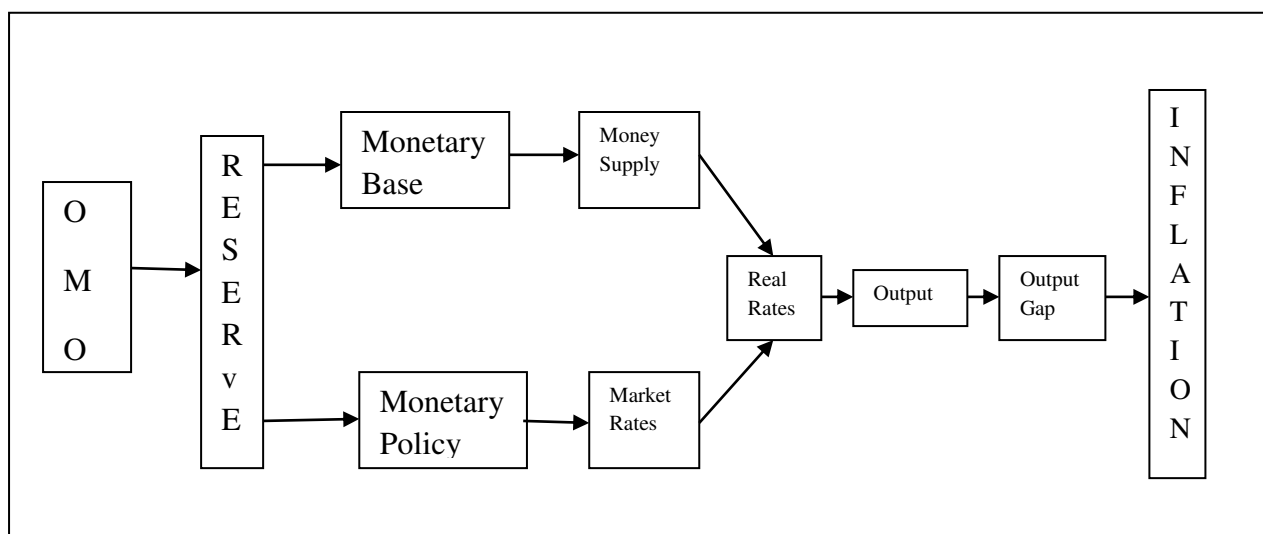 O
M
O
R
E
S
E
R
v
E
Monetary
Base
Money
Supply
Monetary
Policy
Market
Rates
Real
Rates
Output
Output
Gap
I
N
F
L
A
T
I
O
N